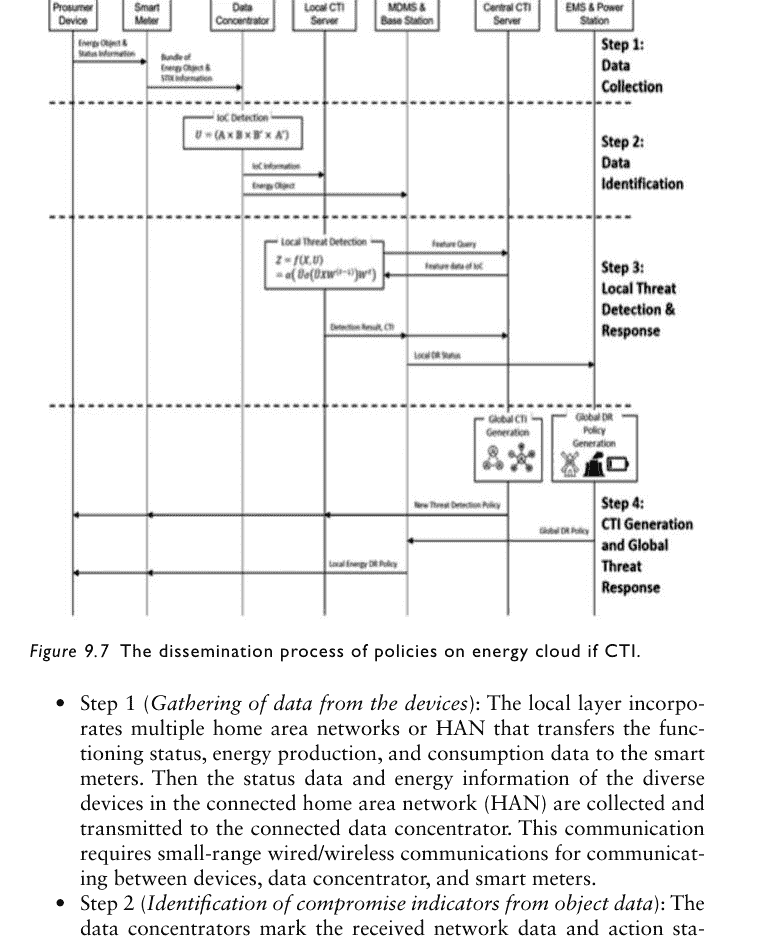 Prosumer Device
Smart Meter
Data Concentrator
Local CTI Server
MDMS & Base Station
Central CTI Server
EMS & Power Station
Energy Object &
Status Information
Bundle of
Energy Object &
STIX Information
Step 1:
Data
Collection
IoC Detection
U = (A x B x B' x A')
IoC Information
Energy Object
Step 2:
Data
Identification
Local Threat Detection
Z = f(X, U)
Feature Query
Feature data of IoC
Detection Result, CTI
Local DR Status
Step 3:
Local Threat
Detection &
Response
Global CTI
Generation
Global DR
Policy
Generation
New Threat Detection Policy
Global DR Policy
Local Energy DR Policy
Step 4:
CTI Generation
and Global
Threat
Response
Figure 9.7 The dissemination process of policies on energy cloud if CTI.
• Step 1 (Gathering of data from the devices): The local layer incorpo-
rates multiple home area networks or HAN that transfers the func-
tioning status, energy production, and consumption data to the smart
meters. Then the status data and energy information of the diverse
devices in the connected home area network (HAN) are collected and
transmitted to the connected data concentrator. This communication
requires small-range wired/wireless communications for communicat-
ing between devices, data concentrator, and smart meters.
• Step 2 (Identification of compromise indicators from object data): The
data concentrators mark the received network data and action sta-